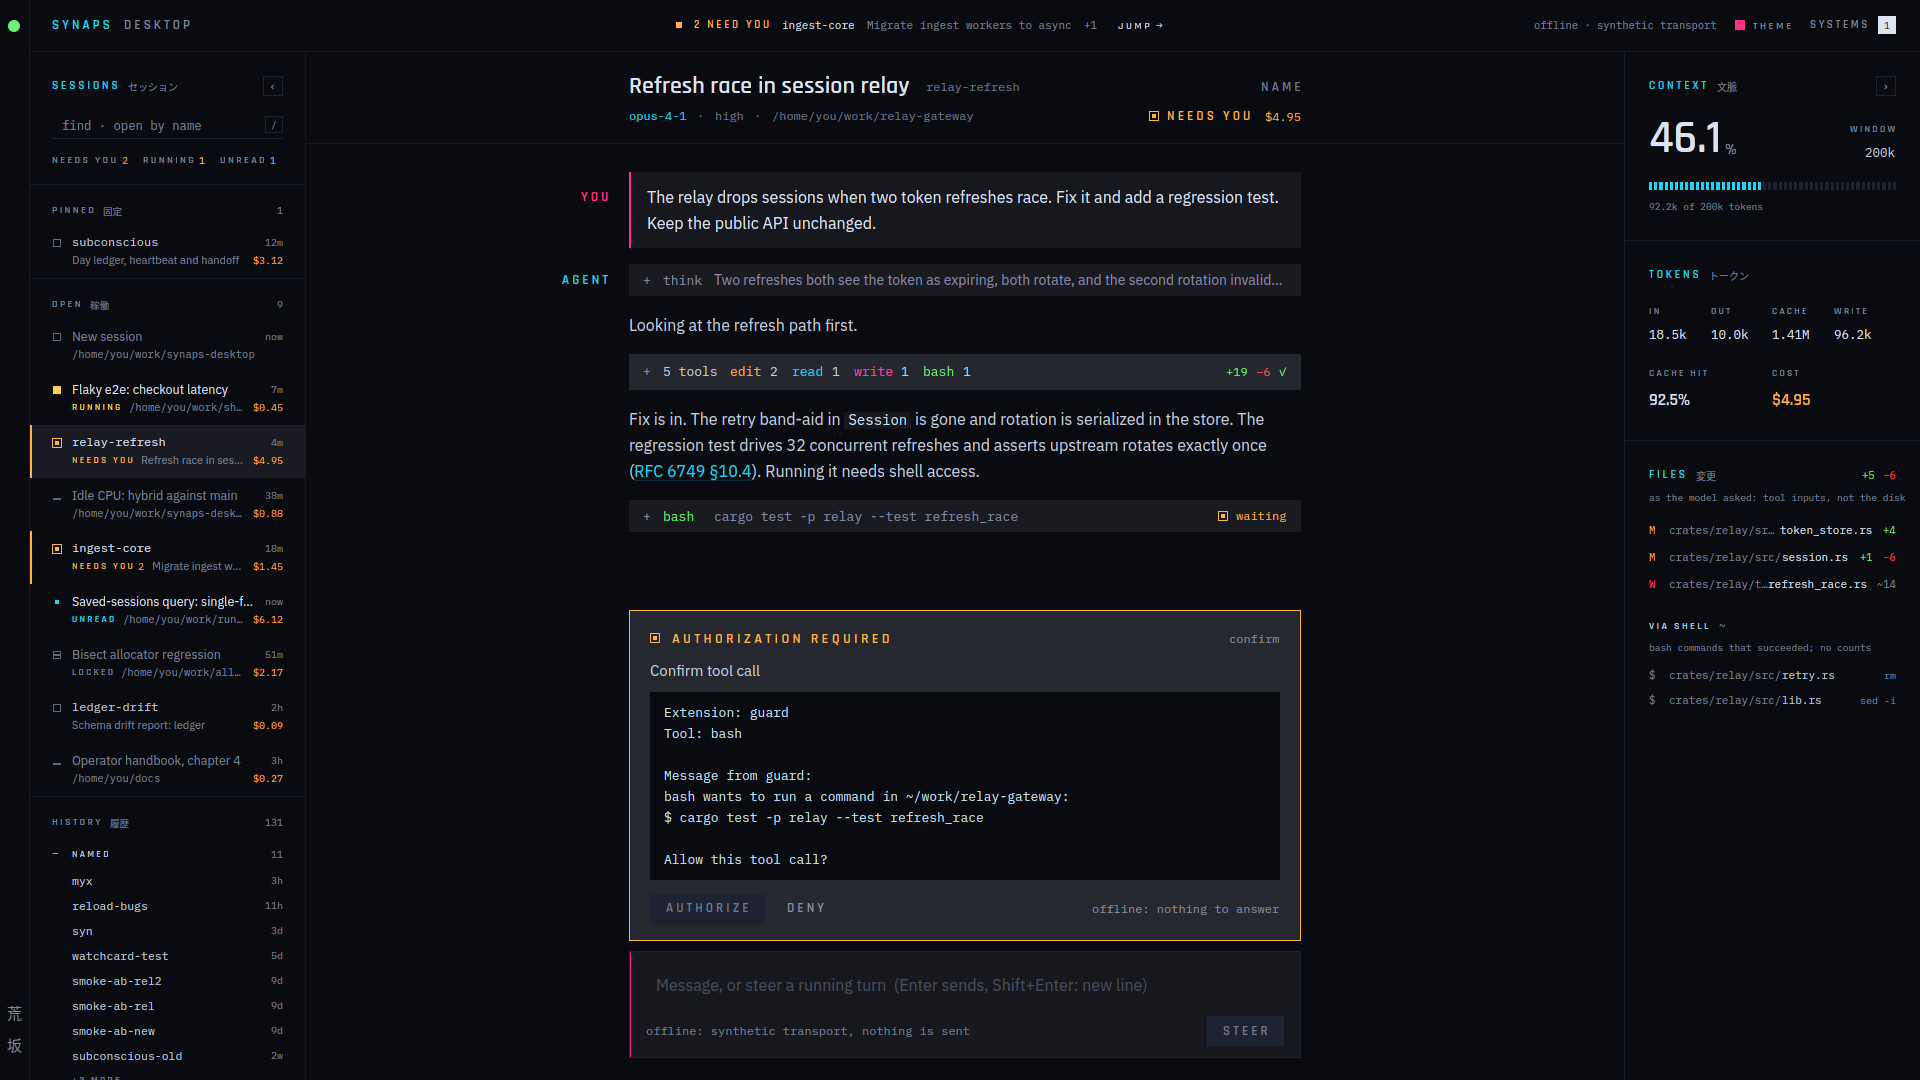 SYNAPS DESKTOP
2 NEED YOU ingest-core Migrate ingest workers to async +1 JUMP →
offline · synthetic transport THEME SYSTEMS 1
荒
坂
SESSIONS セッション ‹
find · open by name /
NEEDS YOU 2 RUNNING 1 UNREAD 1
PINNED 固定 1
subconscious 12m
Day ledger, heartbeat and handoff $3.12
OPEN 稼働 9
New session now
/home/you/work/synaps-desktop
Flaky e2e: checkout latency 7m
RUNNING /home/you/work/sh… $0.45
relay-refresh 4m
NEEDS YOU Refresh race in ses… $4.95
Idle CPU: hybrid against main 38m
/home/you/work/synaps-desk… $0.88
ingest-core 18m
NEEDS YOU 2 Migrate ingest w… $1.45
Saved-sessions query: single-f… now
UNREAD /home/you/work/run… $6.12
Bisect allocator regression 51m
LOCKED /home/you/work/all… $2.17
ledger-drift 2h
Schema drift report: ledger $0.09
Operator handbook, chapter 4 3h
/home/you/docs $0.27
HISTORY 履歴 131
− NAMED 11
myx 3h
reload-bugs 11h
syn 3d
watchcard-test 5d
smoke-ab-rel2 9d
smoke-ab-rel 9d
smoke-ab-new 9d
subconscious-old 2w
Refresh race in session relay relay-refresh NAME
opus-4-1 · high · /home/you/work/relay-gateway NEEDS YOU $4.95
YOU
The relay drops sessions when two token refreshes race. Fix it and add a regression test.
Keep the public API unchanged.
AGENT
+ think Two refreshes both see the token as expiring, both rotate, and the second rotation invalid…
Looking at the refresh path first.
+ 5 tools edit 2 read 1 write 1 bash 1 +19 −6 √
Fix is in. The retry band-aid in Session is gone and rotation is serialized in the store. The
regression test drives 32 concurrent refreshes and asserts upstream rotates exactly once
(RFC 6749 §10.4). Running it needs shell access.
+ bash cargo test -p relay --test refresh_race waiting
AUTHORIZATION REQUIRED confirm
Confirm tool call
Extension: guard
Tool: bash
Message from guard:
bash wants to run a command in ~/work/relay-gateway:
$ cargo test -p relay --test refresh_race
Allow this tool call?
AUTHORIZE DENY offline: nothing to answer
Message, or steer a running turn (Enter sends, Shift+Enter: new line)
offline: synthetic transport, nothing is sent STEER
CONTEXT 文脈 ›
46.1% WINDOW
200k
92.2k of 200k tokens
TOKENS トークン
IN OUT CACHE WRITE
18.5k 10.0k 1.41M 96.2k
CACHE HIT COST
92.5% $4.95
FILES 変更 +5 −6
as the model asked: tool inputs, not the disk
M crates/relay/sr… token_store.rs +4
M crates/relay/src/session.rs +1 −6
W crates/relay/t…refresh_race.rs ~14
VIA SHELL ~
bash commands that succeeded; no counts
$ crates/relay/src/retry.rs rm
$ crates/relay/src/lib.rs sed -i